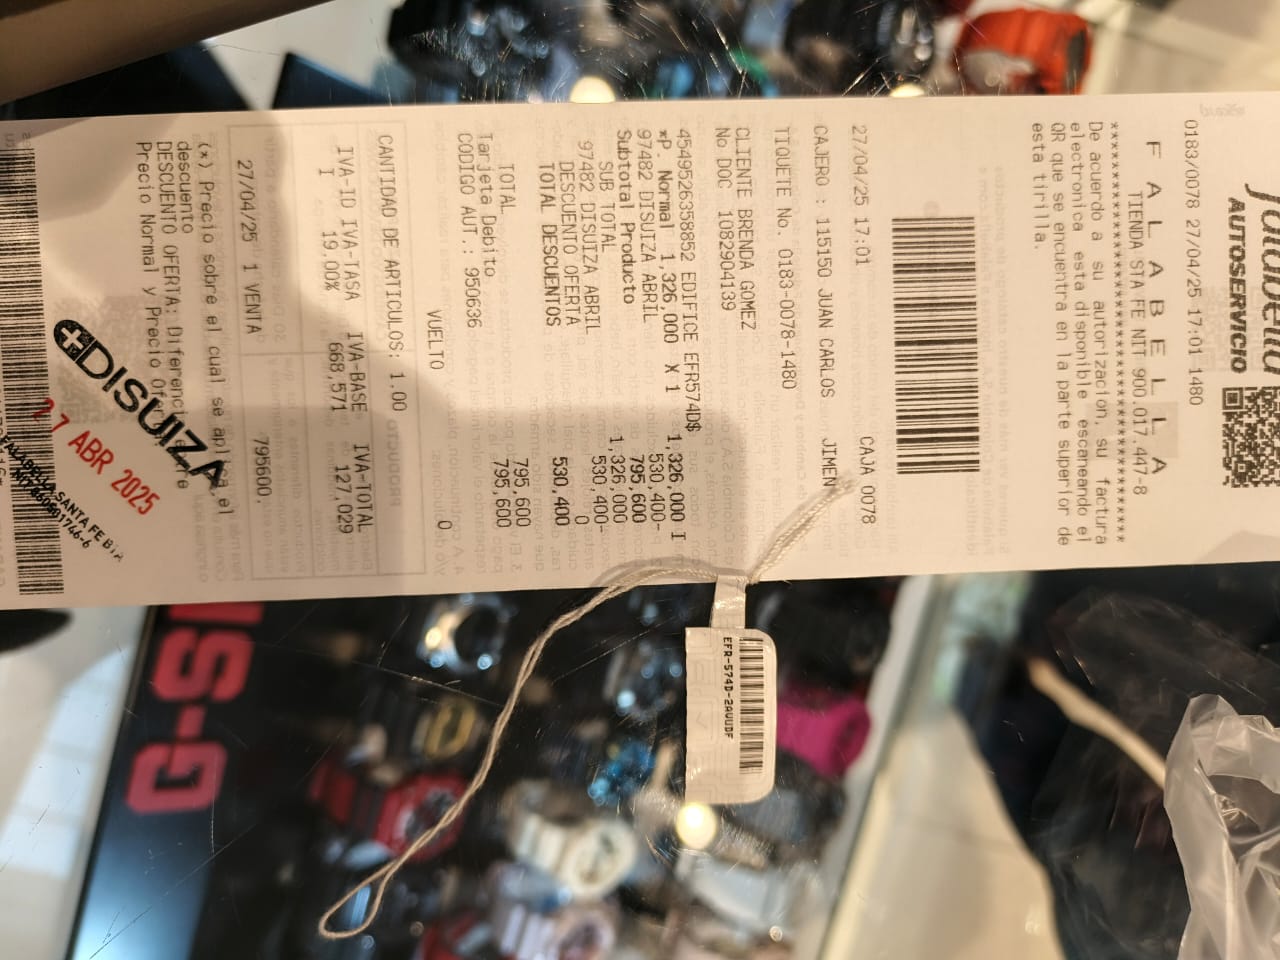 falabella
AUTOSERVICIO
0183/0078 27/04/25 17:01 1480
F A L A B E L L A
TIENDA STA FE NIT 900.017.447-8
**********************************
De acuerdo a su autorización, su factura
electronica esta disponible escaneando el
QR que se encuentra en la parte superior de
esta tirilla.
CAJA 0078
27/04/25 17:01
CAJERO : 115150 JUAN CARLOS JIMEN
TIQUETE No. 0183-0078-1480
CLIENTE BRENDA GOMEZ
No DOC 1082904139
4549526358852 EDIFICE EFR574D$ 1,326,000 I
*P. Normal 1,326,000 X 1
97482 DISUIZA ABRIL 530,400-
Subtotal Producto 795,600
SUB TOTAL 1,326,000
97482 DISUIZA ABRIL 530,400-
DESCUENTO OFERTA 0
TOTAL DESCUENTOS 530,400
TOTAL 795,600
Tarjeta Debito 795,600
CODIGO AUT.: 950636
VUELTO 0
CANTIDAD DE ARTICULOS: 1.00
IVA-ID IVA-TASA IVA-BASE IVA-TOTAL
I 19.00% 668,571 127,029
27/04/25 1 VENTA 795600.
(*) Precio sobre el cual se aplica el
descuento
DESCUENTO OFERTA: Diferencia
Precio Normal y Precio
DISUIZA
27 ABR 2025
FALABELLA SANTA FE BTA
EFR-574D-2AVUDF
G-S